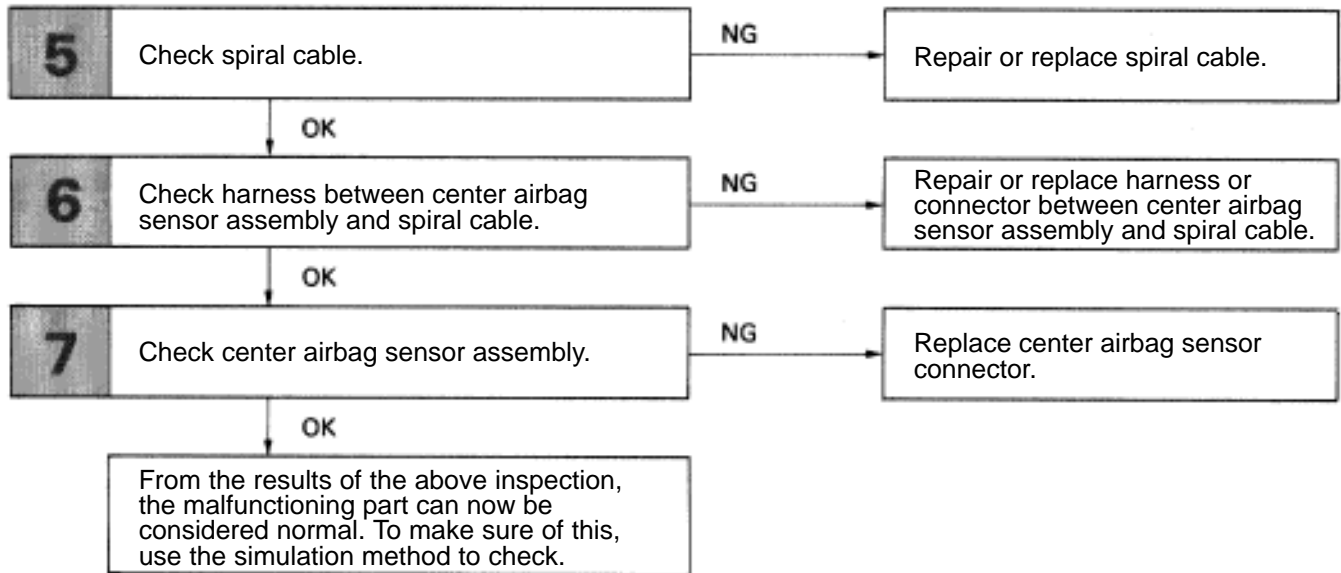 5
Check spiral cable.
NG
Repair or replace spiral cable.
OK
6
Check harness between center airbag
sensor assembly and spiral cable.
NG
Repair or replace harness or
connector between center airbag
sensor assembly and spiral cable.
OK
7
Check center airbag sensor assembly.
NG
Replace center airbag sensor
connector.
OK
From the results of the above inspection,
the malfunctioning part can now be
considered normal. To make sure of this,
use the simulation method to check.